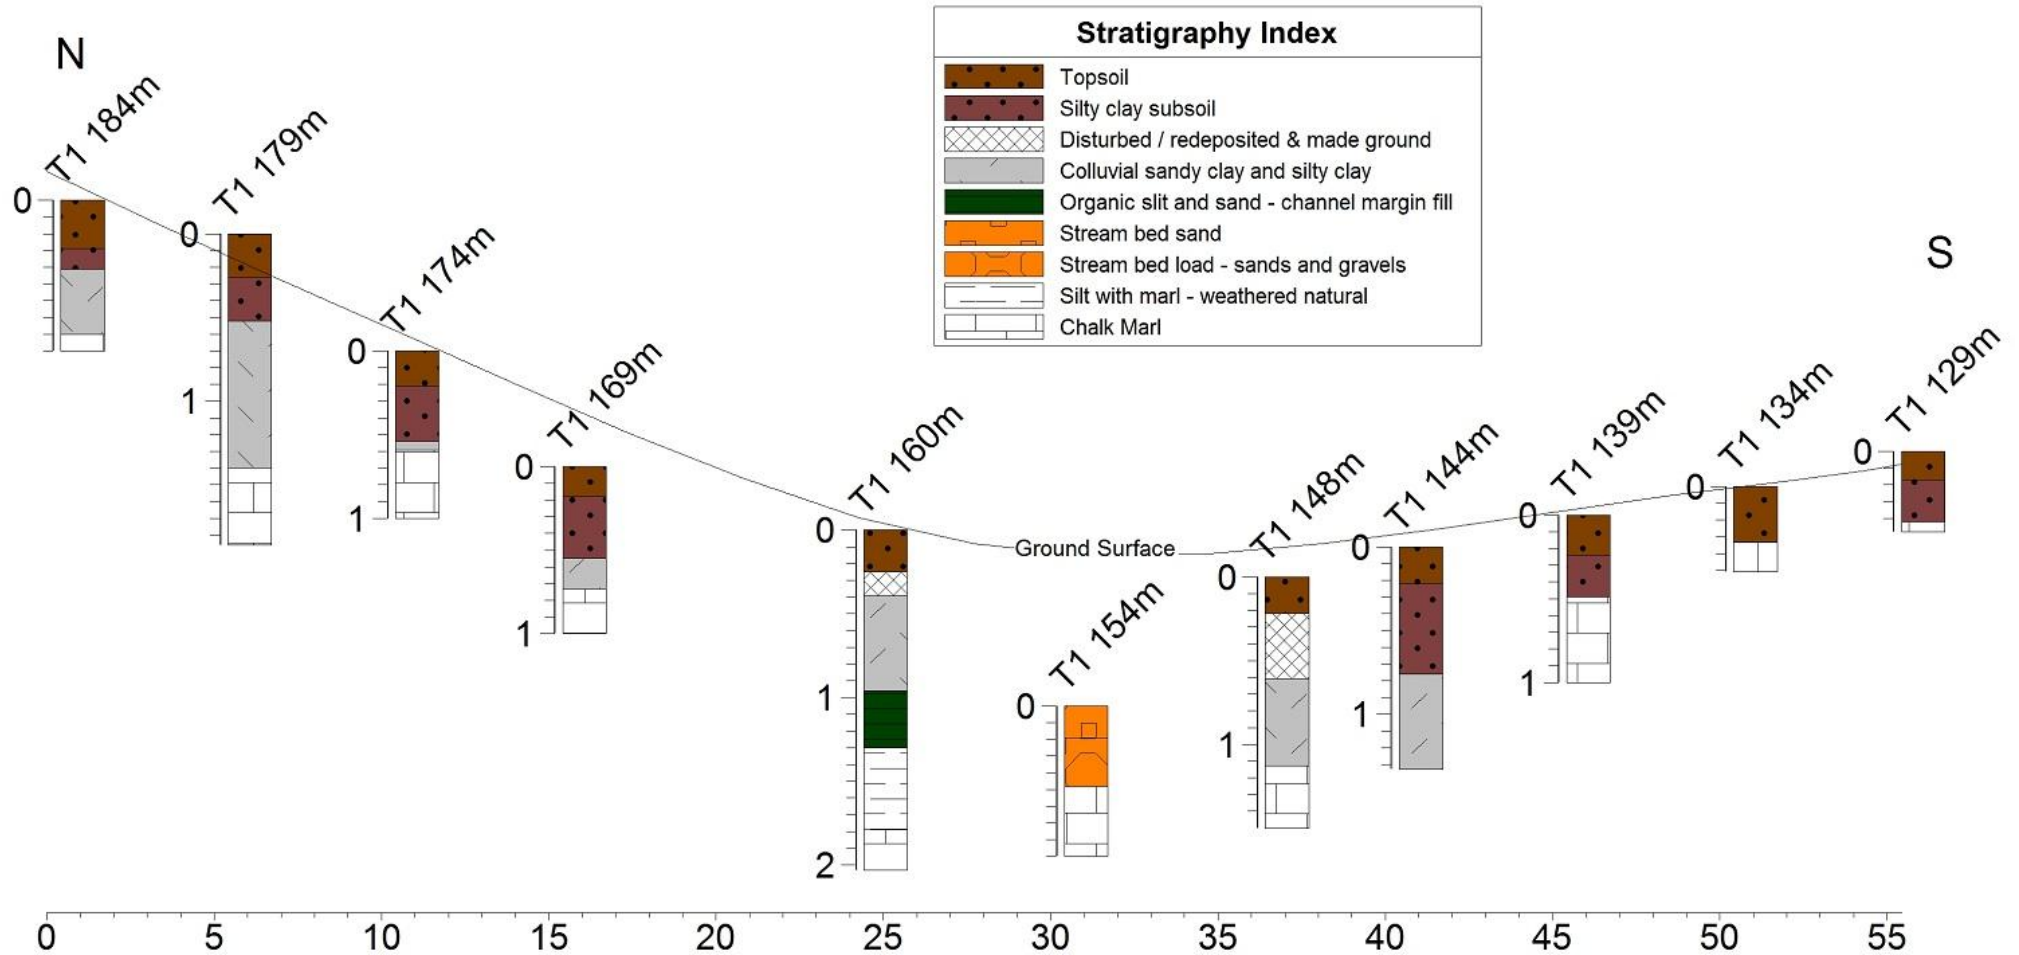 N
Stratigraphy Index
Topsoil
Silty clay subsoil
Disturbed / redeposited & made ground
Colluvial sandy clay and silty clay
Organic slit and sand - channel margin fill
Stream bed sand
Stream bed load - sands and gravels
Silt with marl - weathered natural
Chalk Marl
S
T1 184m
0
T1 179m
0
1
T1 174m
0
1
T1 169m
0
1
T1 160m
0
1
2
Ground Surface
T1 154m
0
T1 148m
0
1
T1 144m
0
1
T1 139m
0
1
T1 134m
0
T1 129m
0
0 5 10 15 20 25 30 35 40 45 50 55